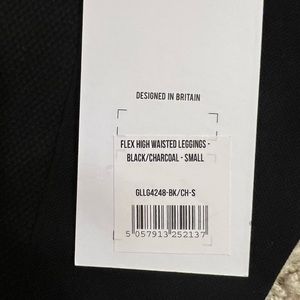 DESIGNED IN BRITAIN
FLEX HIGH WAISTED LEGGINGS -
BLACK/CHARCOAL - SMALL
GLLG4248-BK/CH-S
5 057913 252137